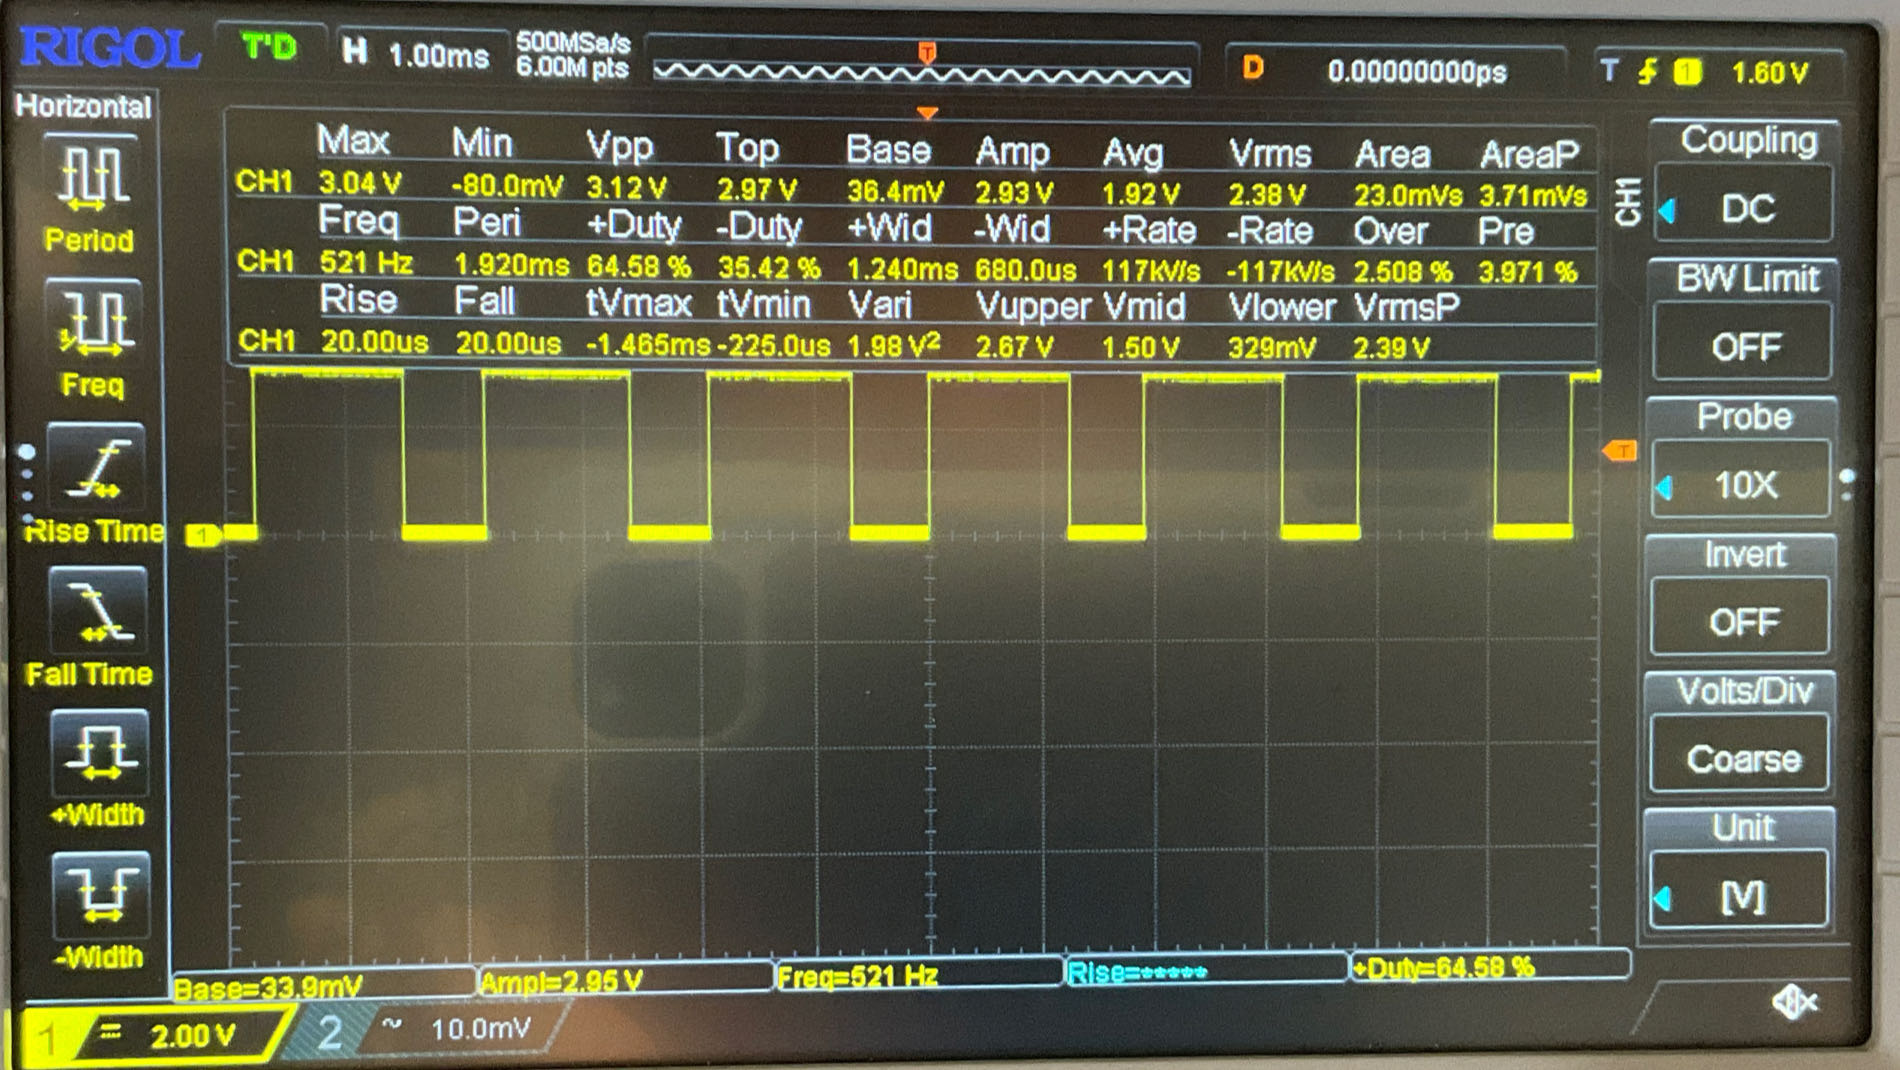 RIGOL T'D H 1.00ms 500MSa/s 6.00M pts T D 0.00000000ps T 1 1.60 V
Horizontal
Period
Freq
Rise Time
Fall Time
+Width
-Width
Max Min Vpp Top Base Amp Avg Vrms Area AreaP
CH1 3.04 V -80.0mV 3.12 V 2.97 V 36.4mV 2.93 V 1.92 V 2.38 V 23.0mVs 3.71mVs
Freq Peri +Duty -Duty +Wid -Wid +Rate -Rate Over Pre
CH1 521 Hz 1.920ms 64.58 % 35.42 % 1.240ms 680.0us 117kV/s -117kV/s 2.508 % 3.971 %
Rise Fall tVmax tVmin Vari Vupper Vmid Vlower VrmsP
CH1 20.00us 20.00us -1.465ms -225.0us 1.98 V² 2.67 V 1.50 V 329mV 2.39 V
1
T
CH1
Coupling
DC
BW Limit
OFF
Probe
10X
Invert
OFF
Volts/Div
Coarse
Unit
[V]
Base=33.9mV Ampl=2.95 V Freq=521 Hz Rise=***** +Duty=64.58 %
1 2.00 V 2 10.0mV